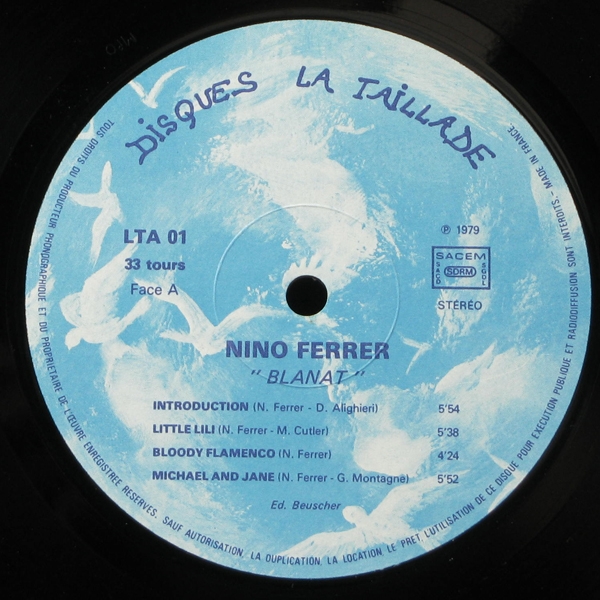 DISQUES LA TAILLADE
LTA 01
33 tours
Face A
℗ 1979
SACEM
SACD SDRM SGDL
STÉRÉO
NINO FERRER
"BLANAT"
INTRODUCTION (N. Ferrer - D. Alighieri) 5'54
LITTLE LILI (N. Ferrer - M. Cutler) 5'38
BLOODY FLAMENCO (N. Ferrer) 4'24
MICHAEL AND JANE (N. Ferrer - G. Montagne) 5'52
Ed. Beuscher
TOUS DROITS DU PRODUCTEUR PHONOGRAPHIQUE ET DU PROPRIETAIRE DE L'ŒUVRE ENREGISTREE RESERVES. SAUF AUTORISATION, LA DUPLICATION, LA LOCATION, LE PRET, L'UTILISATION DE CE DISQUE POUR EXECUTION PUBLIQUE ET RADIODIFFUSION SONT INTERDITS - MADE IN FRANCE